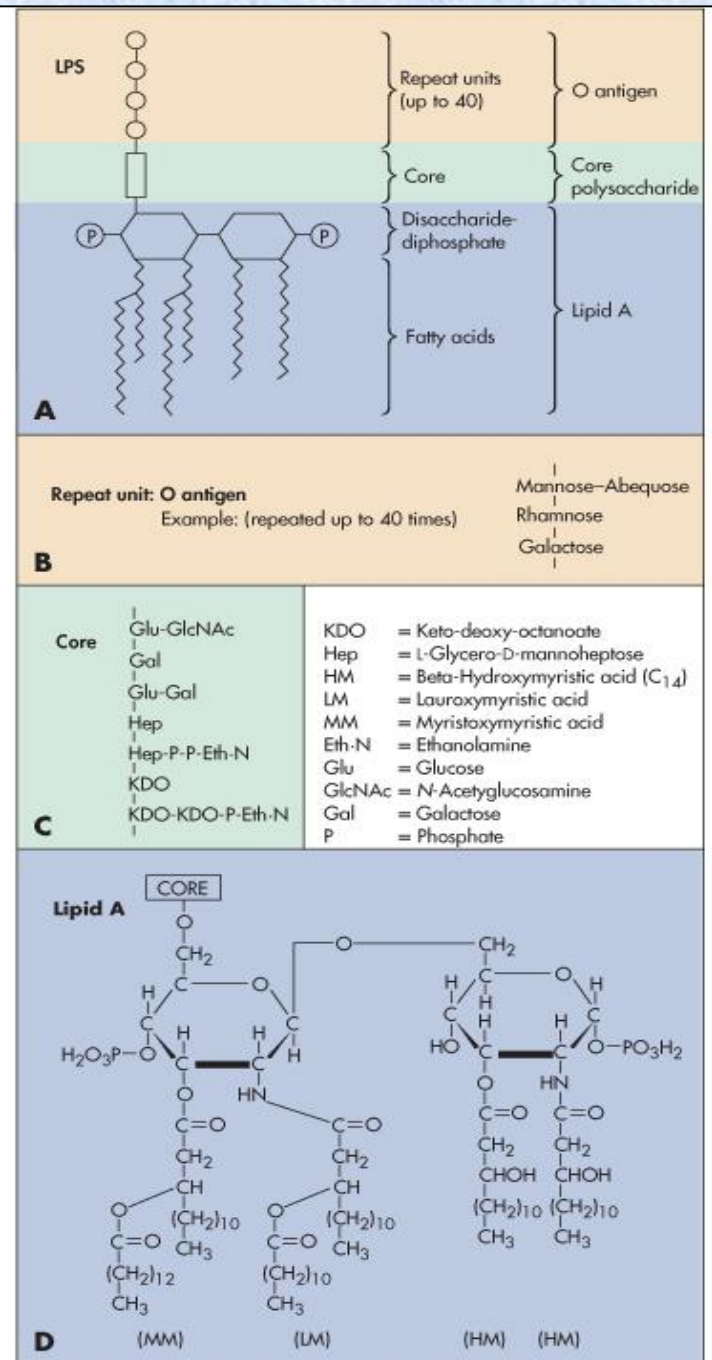 LPS
Repeat units
(up to 40)
O antigen
Core
Core
polysaccharide
P
P
Disaccharide-
diphosphate
Fatty acids
Lipid A
A
Repeat unit: O antigen
Example: (repeated up to 40 times)
Mannose–Abequose
Rhamnose
Galactose
B
Core
Glu-GlcNAc
Gal
Glu-Gal
Hep
Hep-P-P-Eth-N
KDO
KDO-KDO-P-Eth·N
C
KDO = Keto-deoxy-octanoate
Hep = L-Glycero-D-mannoheptose
HM = Beta-Hydroxymyristic acid (C14)
LM = Lauroxymyristic acid
MM = Myristoxymyristic acid
Eth·N = Ethanolamine
Glu = Glucose
GlcNAc = N-Acetyglucosamine
Gal = Galactose
P = Phosphate
Lipid A
CORE
O
CH2
O
CH2
H
C
O
H
C
O
H
C
H
H
C
H
H
C
C
H
H
C
H2O3P–O
C
C
H
HO
C
C
O–PO3H2
O
HN
O
HN
C=O
C=O
C=O
C=O
CH2
CH2
CH2
CH2
CH
CH
CHOH
CHOH
O
(CH2)10
O
(CH2)10
(CH2)10
(CH2)10
C=O
CH3
C=O
CH3
CH3
CH3
(CH2)12
(CH2)10
CH3
CH3
D
(MM)
(LM)
(HM)
(HM)